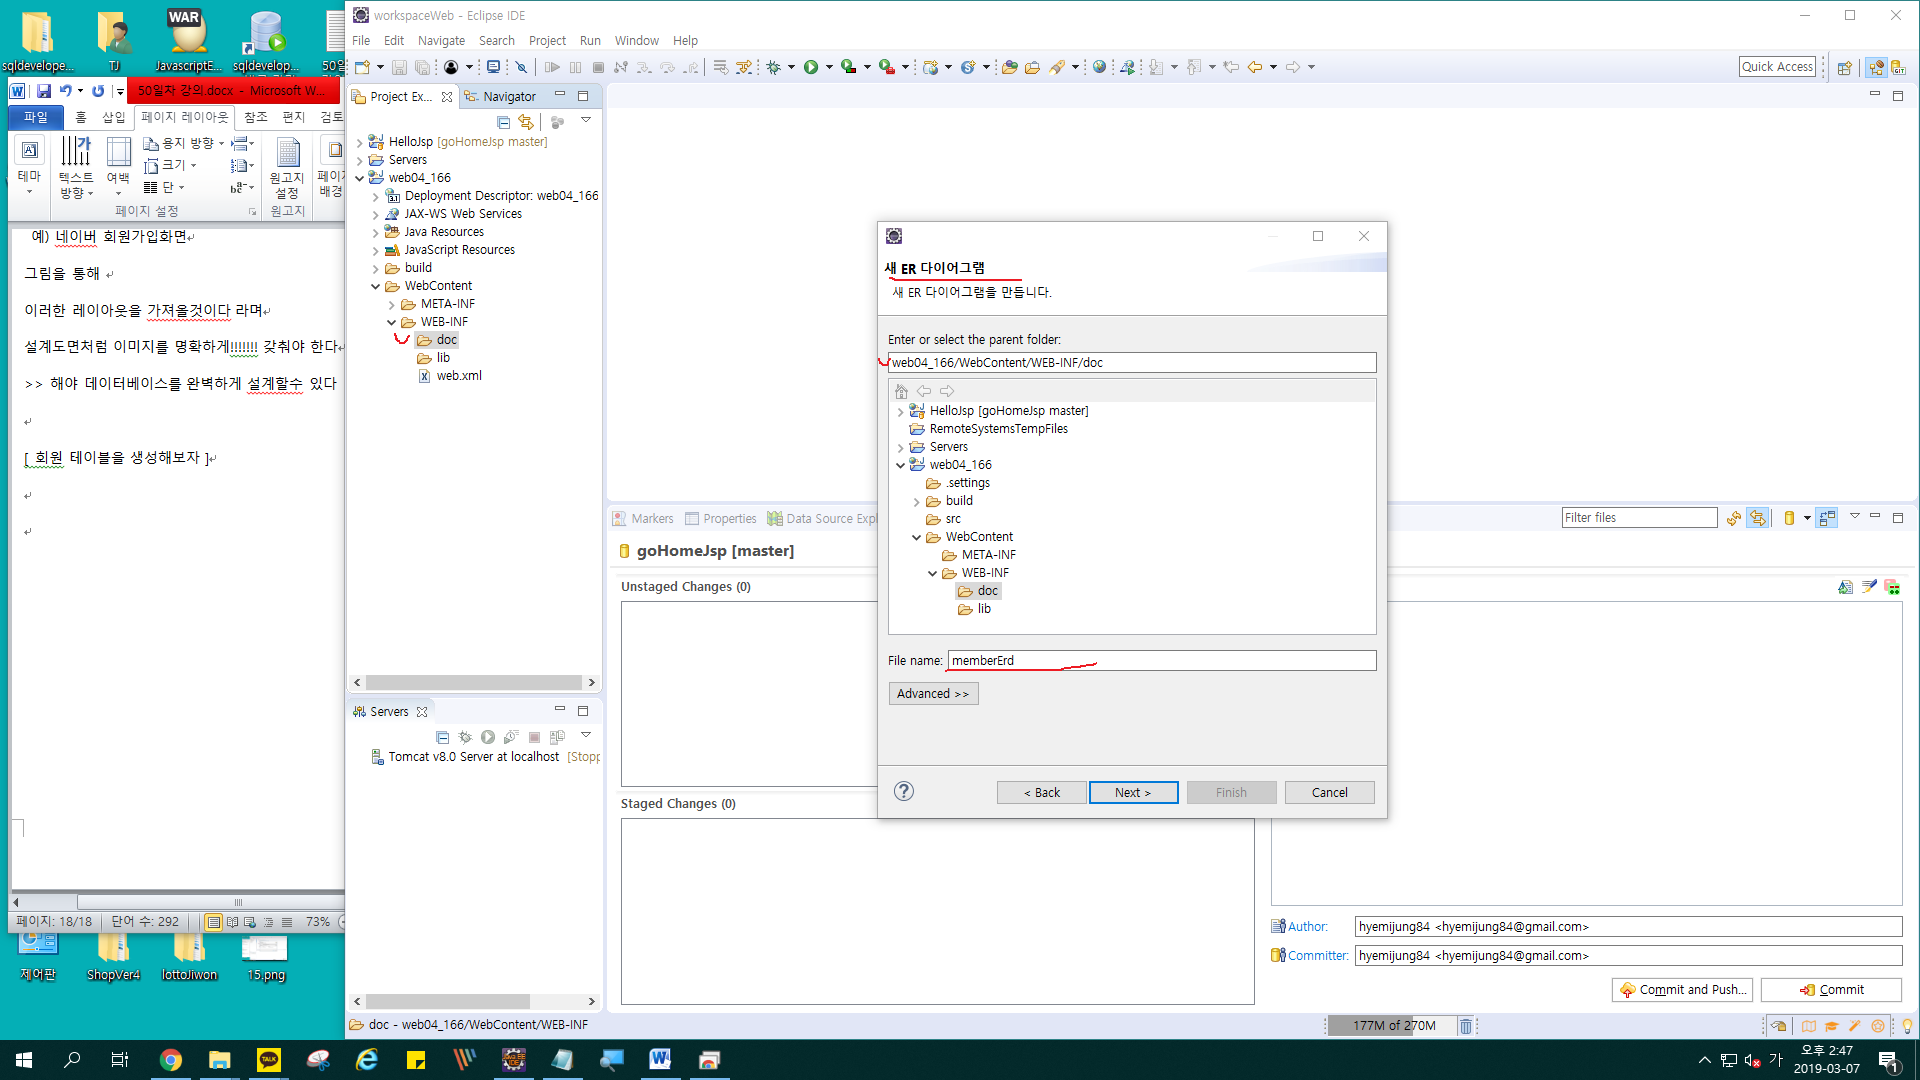 sqldevelope...
TJ
JavascriptE...
sqldevelop...
50일
WAR
50일차 강의.docx - Microsoft W...
파일
홈
삽입
페이지 레이아웃
참조
편지
검토
테마
텍스트 방향
여백
용지 방향
크기
단
원고지 설정
페이지 배경
페이지 설정
원고지
예) 네이버 회원가입화면
그림을 통해
이러한 레이아웃을 가져올것이다 라며
설계도면처럼 이미지를 명확하게!!!!!!! 갖춰야 한다
>> 해야 데이터베이스를 완벽하게 설계할수 있다
[ 회원 테이블을 생성해보자 ]
페이지: 18/18
단어 수: 292
73%
제어판
ShopVer4
lottoJiwon
15.png
workspaceWeb - Eclipse IDE
File Edit Navigate Search Project Run Window Help
Quick Access
Project Ex...
Navigator
HelloJsp [goHomeJsp master]
Servers
web04_166
Deployment Descriptor: web04_166
JAX-WS Web Services
Java Resources
JavaScript Resources
build
WebContent
META-INF
WEB-INF
doc
lib
web.xml
Servers
Tomcat v8.0 Server at localhost [Stopp
Markers
Properties
Data Source Expl
Filter files
goHomeJsp [master]
Unstaged Changes (0)
Staged Changes (0)
새 ER 다이어그램
새 ER 다이어그램을 만듭니다.
Enter or select the parent folder:
web04_166/WebContent/WEB-INF/doc
HelloJsp [goHomeJsp master]
RemoteSystemsTempFiles
Servers
web04_166
.settings
build
src
WebContent
META-INF
WEB-INF
doc
lib
File name: memberErd
Advanced >>
< Back
Next >
Finish
Cancel
Author: hyemijung84 <hyemijung84@gmail.com>
Committer: hyemijung84 <hyemijung84@gmail.com>
Commit and Push...
Commit
doc - web04_166/WebContent/WEB-INF
177M of 270M
가
오후 2:47
2019-03-07
1